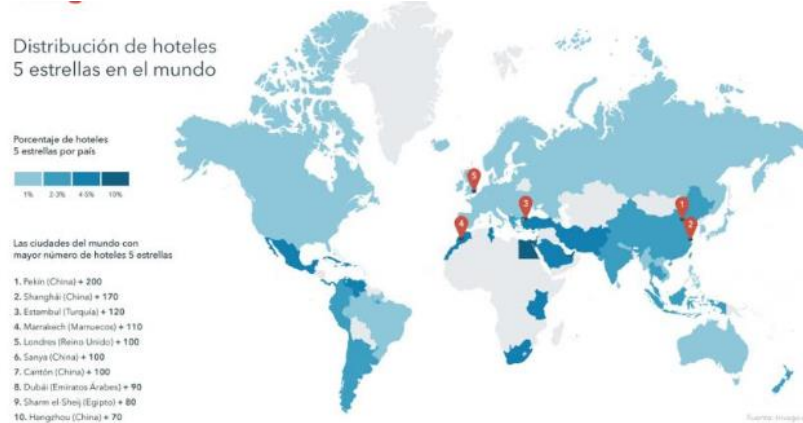 Distribución de hoteles
5 estrellas en el mundo
Porcentaje de hoteles
5 estrellas por país
1% 2-3% 4-5% 10%
Las ciudades del mundo con
mayor número de hoteles 5 estrellas
1. Pekín (China) + 200
2. Shanghái (China) + 170
3. Estambul (Turquía) + 120
4. Marrakech (Marruecos) + 110
5. Londres (Reino Unido) + 100
6. Sanya (China) + 100
7. Cantón (China) + 100
8. Dubái (Emiratos Árabes) + 90
9. Sharm el-Sheij (Egipto) + 80
10. Hangzhou (China) + 70
5
3
4
1
2
Fuente: